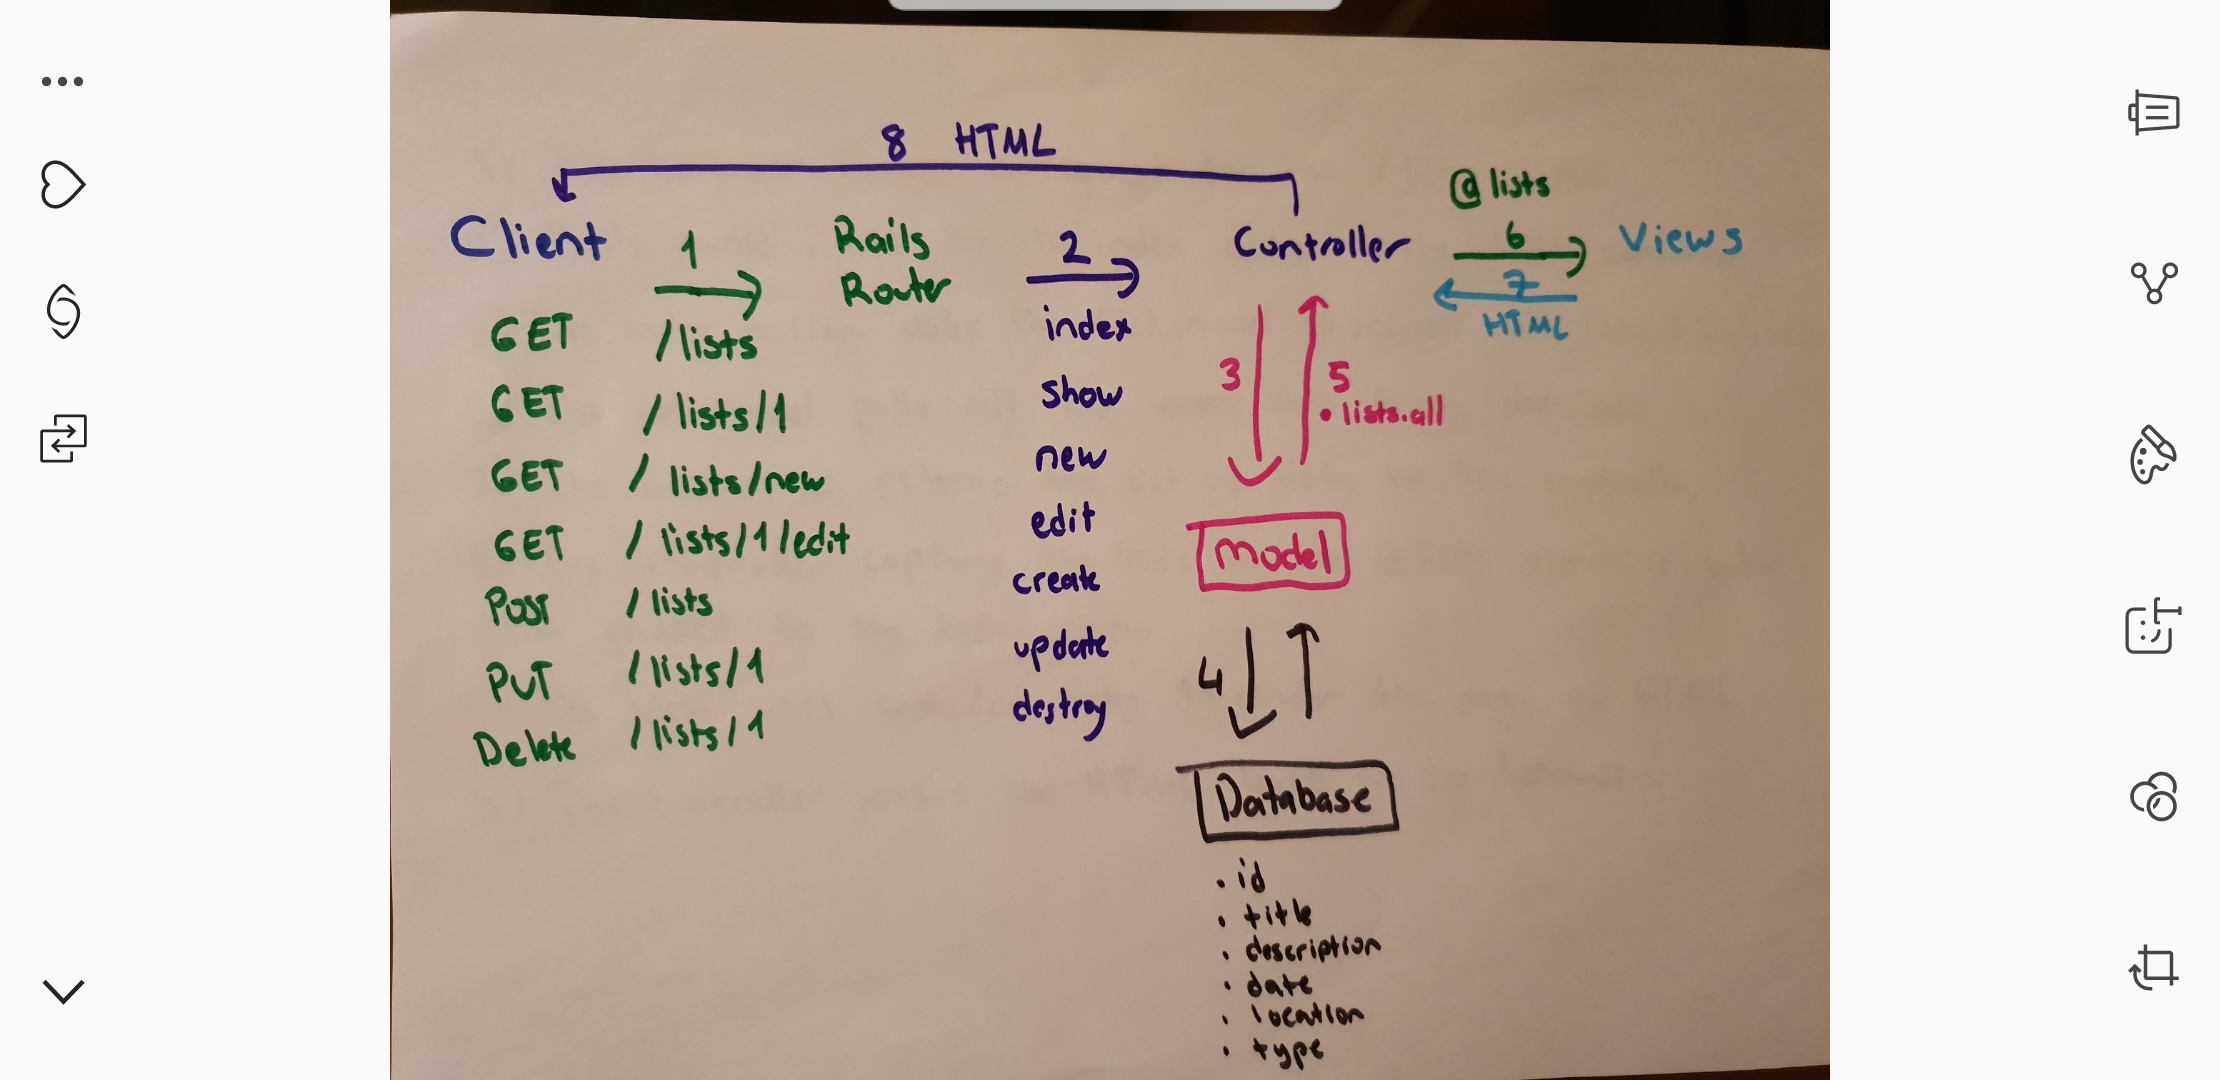 8 HTML
@lists
Client 1 Rails Router 2 Controller 6 Views
7
HTML
GET /lists index
GET /lists/1 show
GET /lists/new new
GET /lists/1/edit edit
POST /lists create
PUT /lists/1 update
Delete /lists/1 destroy
3 5
• lists.all
Model
4
Database
• id
• title
• description
• date
• location
• type